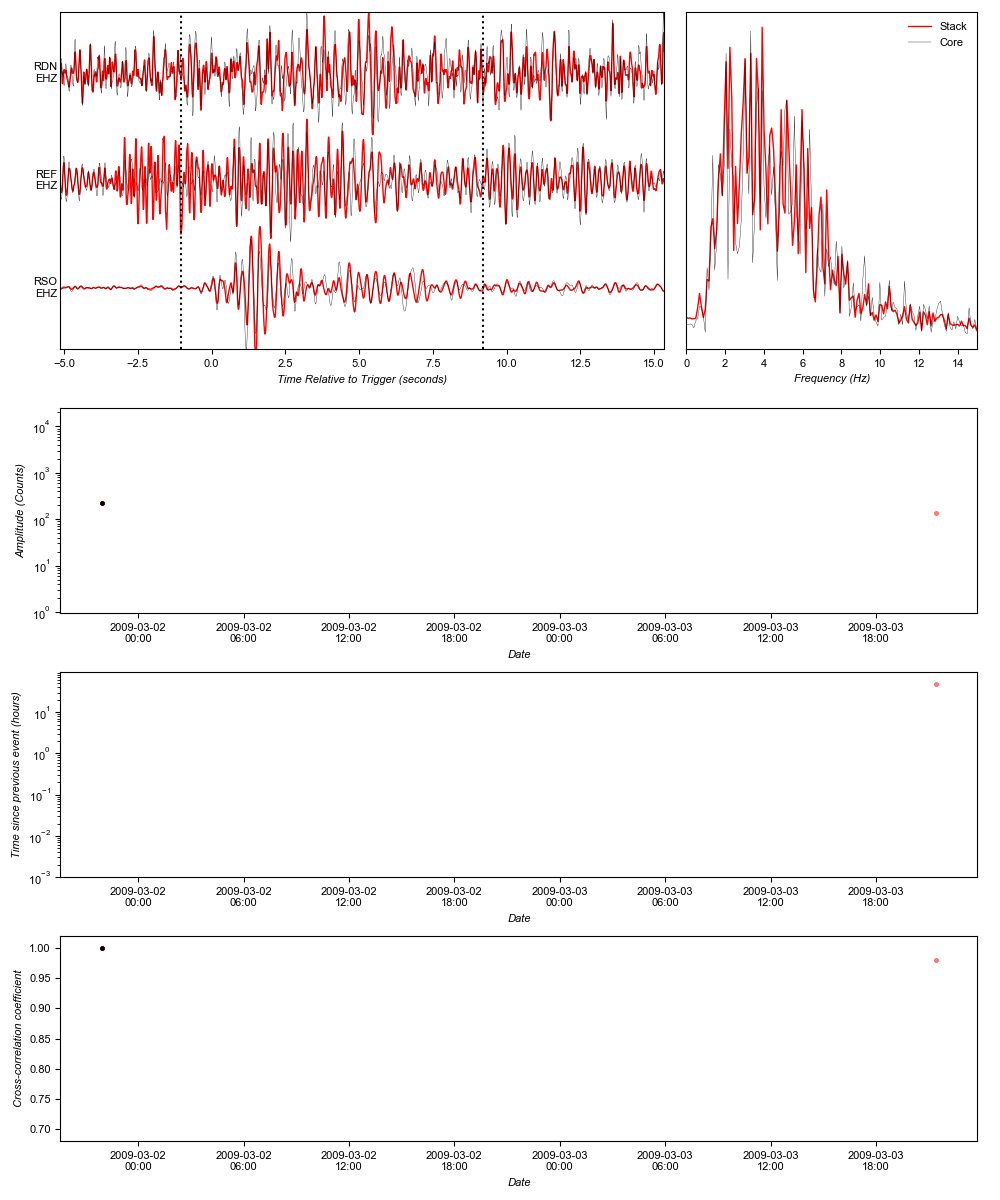 RDN
EHZ
REF
EHZ
RSO
EHZ
−5.0 −2.5 0.0 2.5 5.0 7.5 10.0 12.5 15.0
Time Relative to Trigger (seconds)
Stack
Core
0 2 4 6 8 10 12 14
Frequency (Hz)
10⁴
10³
10²
10¹
10⁰
Amplitude (Counts)
2009-03-02 2009-03-02 2009-03-02 2009-03-02 2009-03-03 2009-03-03 2009-03-03 2009-03-03
00:00 06:00 12:00 18:00 00:00 06:00 12:00 18:00
Date
10¹
10⁰
10⁻¹
10⁻²
10⁻³
Time since previous event (hours)
2009-03-02 2009-03-02 2009-03-02 2009-03-02 2009-03-03 2009-03-03 2009-03-03 2009-03-03
00:00 06:00 12:00 18:00 00:00 06:00 12:00 18:00
Date
1.00
0.95
0.90
0.85
0.80
0.75
0.70
Cross-correlation coefficient
2009-03-02 2009-03-02 2009-03-02 2009-03-02 2009-03-03 2009-03-03 2009-03-03 2009-03-03
00:00 06:00 12:00 18:00 00:00 06:00 12:00 18:00
Date